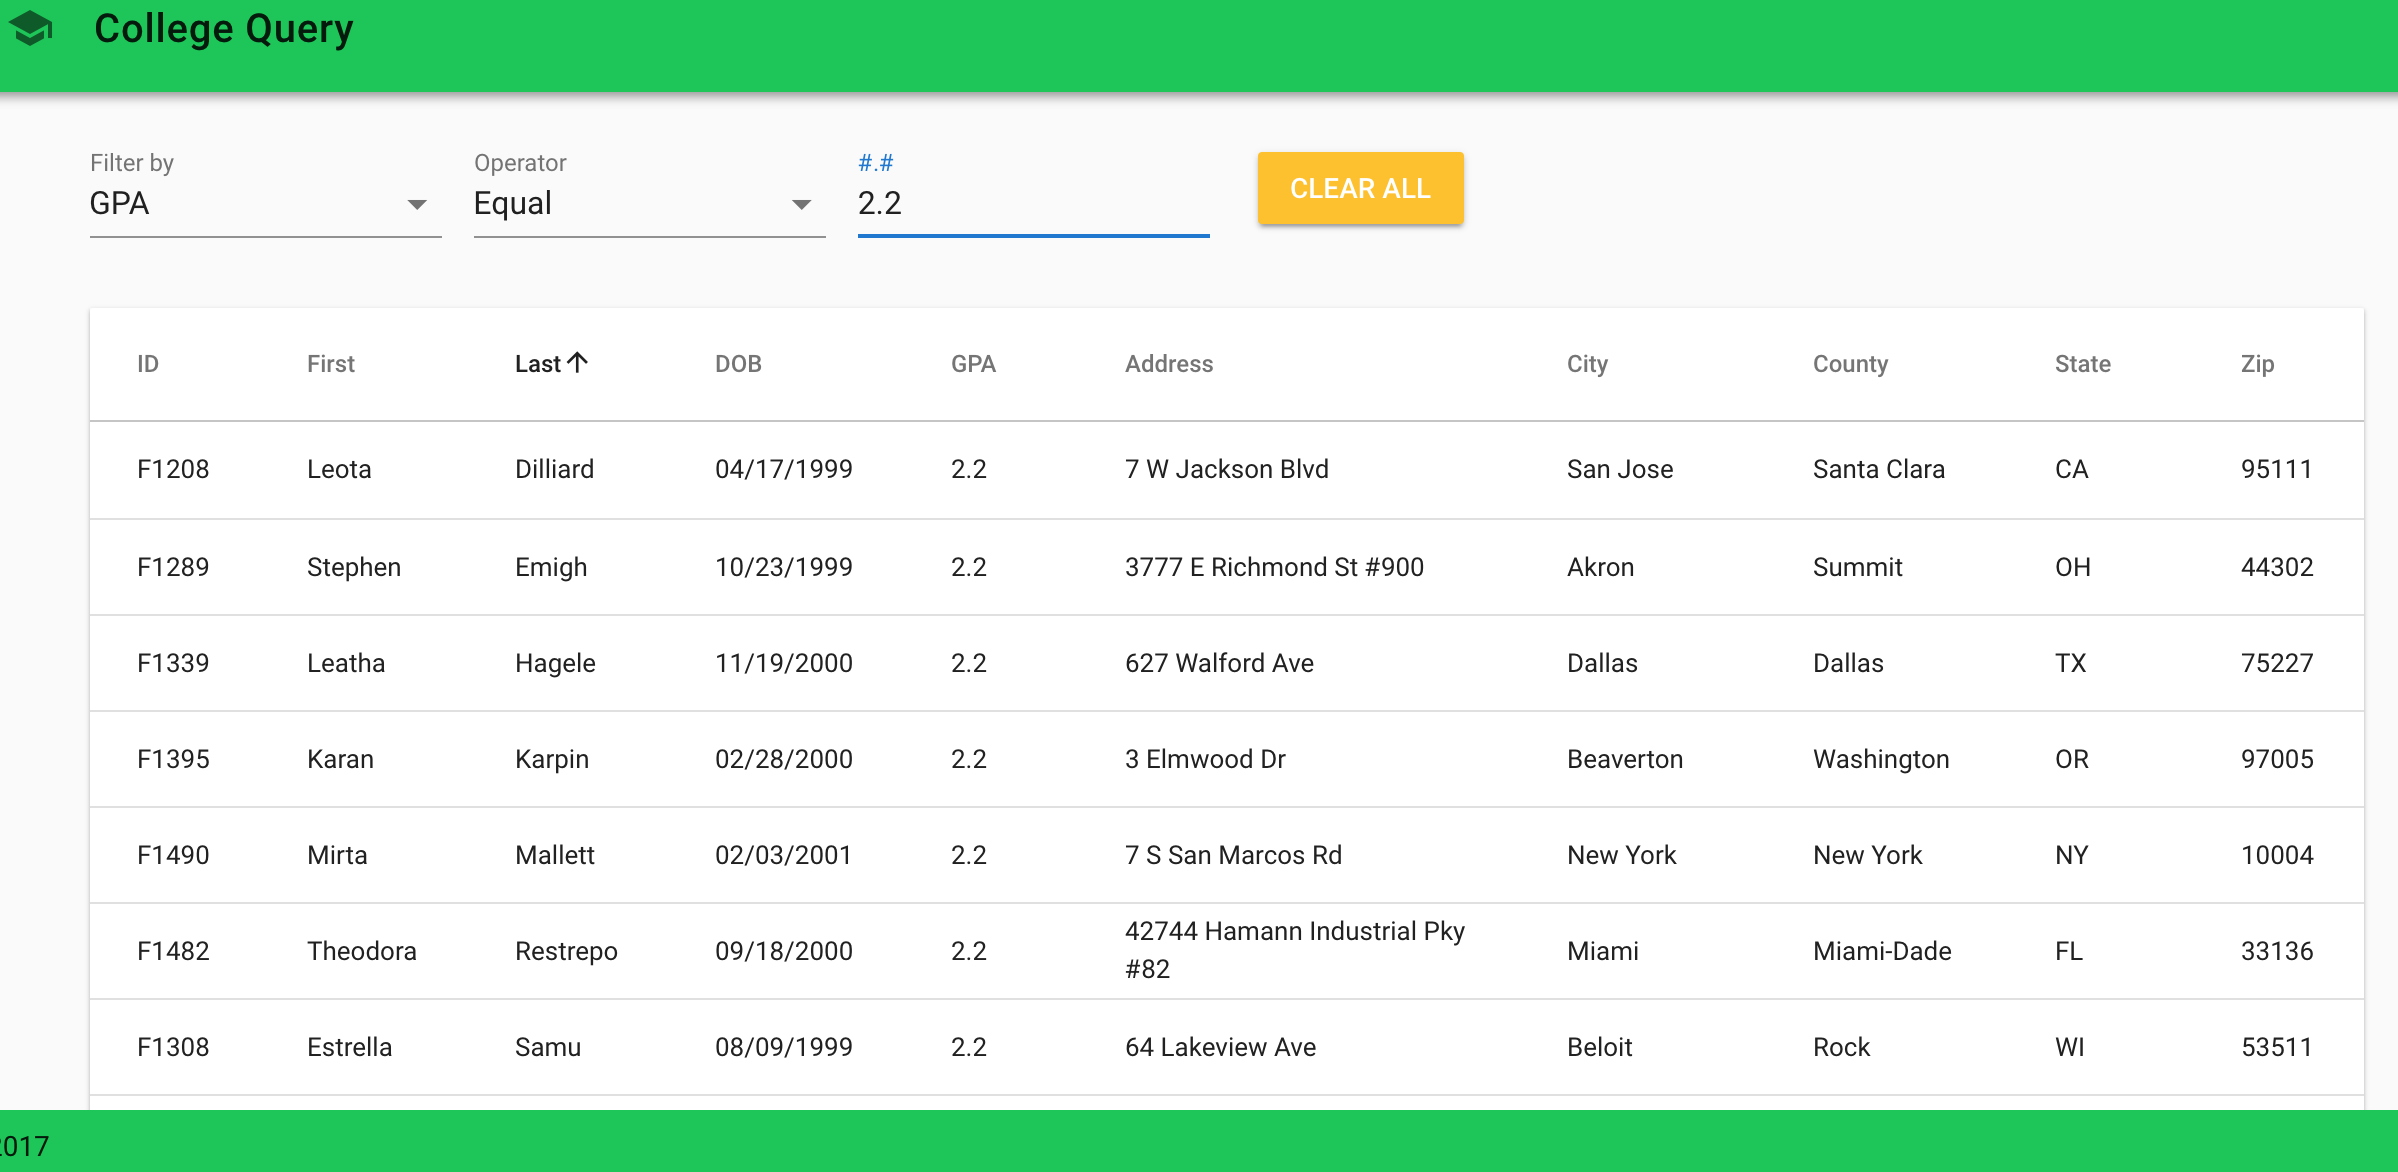 College Query
Filter by Operator #.#
GPA Equal 2.2 CLEAR ALL
ID First Last DOB GPA Address City County State Zip
F1208 Leota Dilliard 04/17/1999 2.2 7 W Jackson Blvd San Jose Santa Clara CA 95111
F1289 Stephen Emigh 10/23/1999 2.2 3777 E Richmond St #900 Akron Summit OH 44302
F1339 Leatha Hagele 11/19/2000 2.2 627 Walford Ave Dallas Dallas TX 75227
F1395 Karan Karpin 02/28/2000 2.2 3 Elmwood Dr Beaverton Washington OR 97005
F1490 Mirta Mallett 02/03/2001 2.2 7 S San Marcos Rd New York New York NY 10004
F1482 Theodora Restrepo 09/18/2000 2.2 42744 Hamann Industrial Pky #82 Miami Miami-Dade FL 33136
F1308 Estrella Samu 08/09/1999 2.2 64 Lakeview Ave Beloit Rock WI 53511
2017